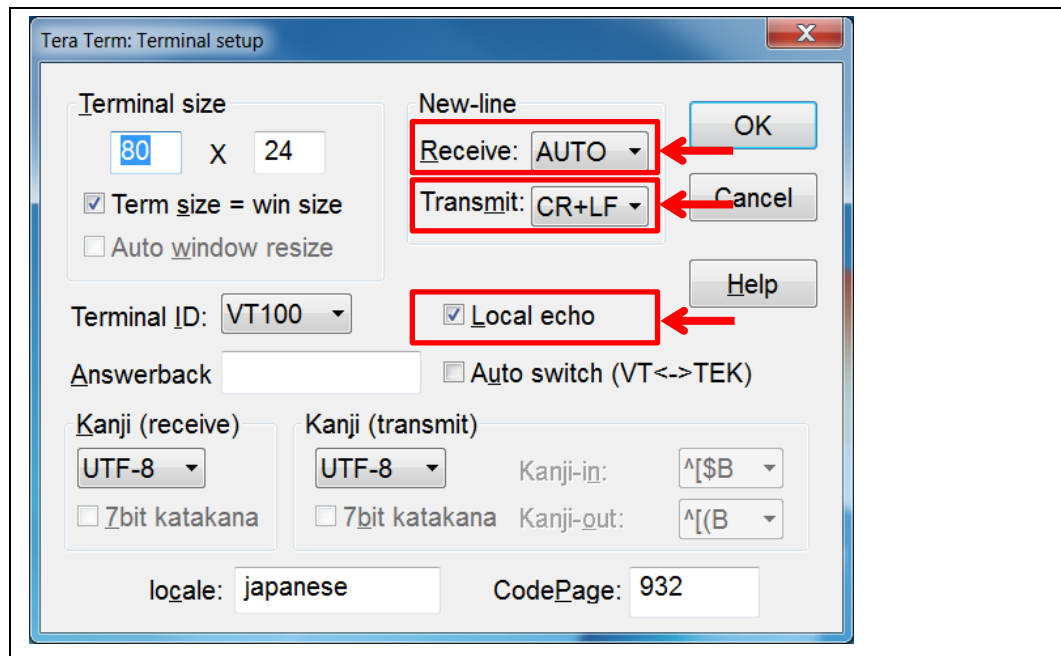 Tera Term: Terminal setup
X
Terminal size
80 X 24
Term size = win size
Auto window resize
New-line
Receive: AUTO
Transmit: CR+LF
OK
Cancel
Help
Terminal ID: VT100
Local echo
Answerback
Auto switch (VT<->TEK)
Kanji (receive)
UTF-8
7bit katakana
Kanji (transmit)
UTF-8
7bit katakana
Kanji-in: ^[$B
Kanji-out: ^[(B
locale: japanese
CodePage: 932